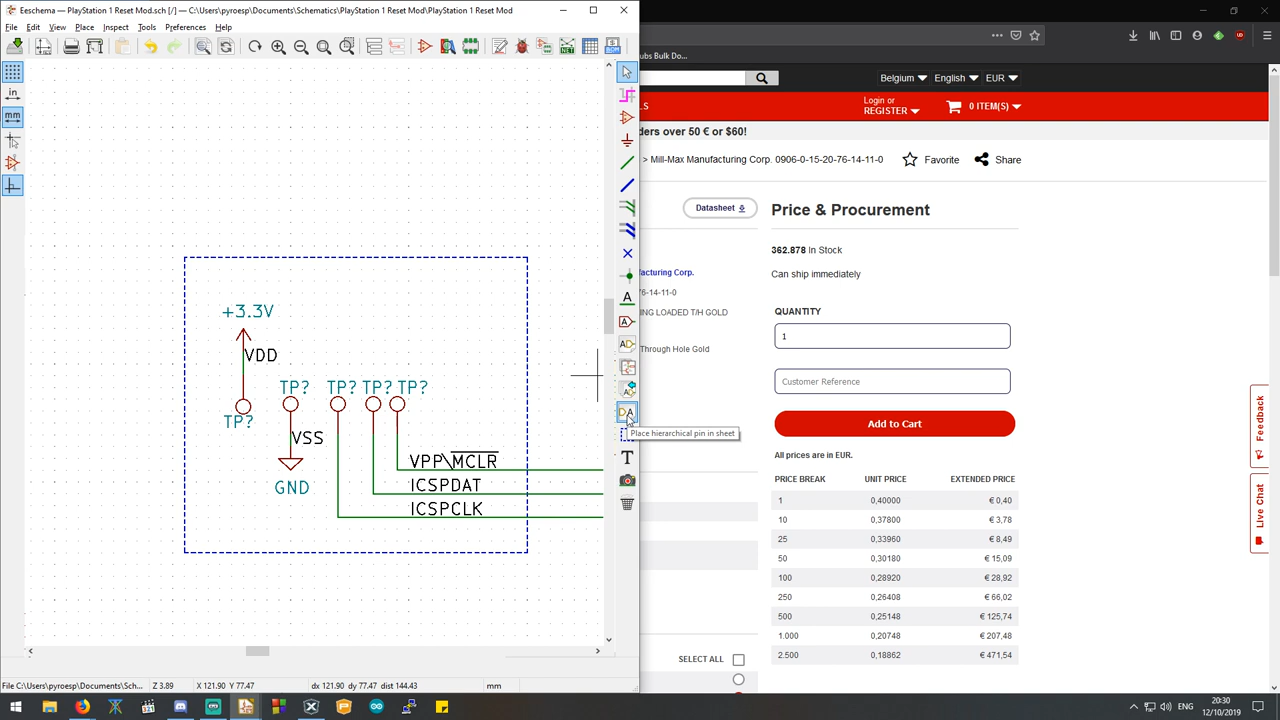 Eeschema — PlayStation 1 Reset Mod.sch [/] — C:\Users\pyroesp\Documents\Schematics\PlayStation 1 Reset Mod\PlayStation 1 Reset Mod
File Edit View Place Inspect Tools Preferences Help
ubs Bulk Do...
Belgium English EUR
Login or
REGISTER
0 ITEM(S)
LS
ders over 50 € or $60!
> Mill-Max Manufacturing Corp. 0906-0-15-20-76-14-11-0
Favorite
Share
Datasheet
Price & Procurement
362.878 In Stock
facturing Corp.
Can ship immediately
76-14-11-0
ING LOADED T/H GOLD
QUANTITY
1
Through Hole Gold
Customer Reference
Add to Cart
All prices are in EUR.
PRICE BREAK UNIT PRICE EXTENDED PRICE
1 0,40000 € 0,40
10 0,37800 € 3,78
25 0,33960 € 8,49
50 0,30180 € 15,09
100 0,28920 € 28,92
250 0,26408 € 66,02
500 0,25148 € 125,74
1.000 0,20748 € 207,48
2.500 0,18862 € 471,54
SELECT ALL
Feedback
Live Chat
in
mm
+3.3V
VDD
TP?
TP? TP? TP? TP?
VSS
GND
VPP\MCLR
ICSPDAT
ICSPCLK
Place hierarchical pin in sheet
A
A
T
File C:\Users\pyroesp\Documents\Sch... Z 3.89 X 121.90 Y 77.47 dx 121.90 dy 77.47 dist 144.43 mm
ENG
20:30
12/10/2019